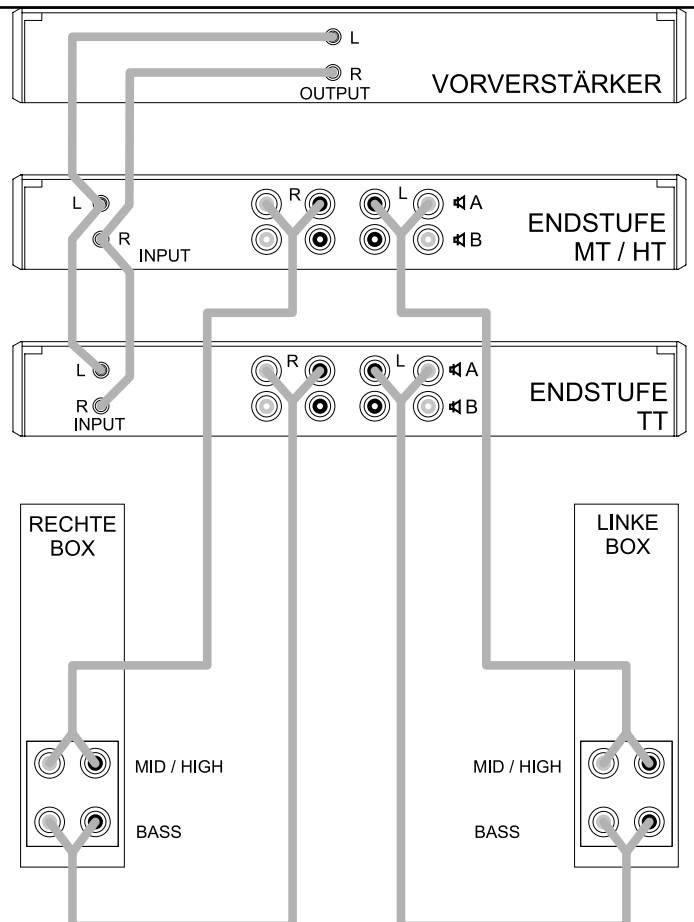 L
R
OUTPUT
VORVERSTÄRKER
L
R
INPUT
R
L
A
B
ENDSTUFE
MT / HT
L
R
INPUT
R
L
A
B
ENDSTUFE
TT
RECHTE
BOX
LINKE
BOX
MID / HIGH
MID / HIGH
BASS
BASS